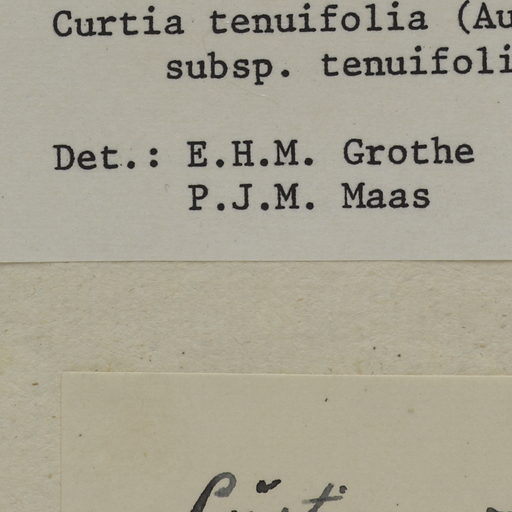 Curtia tenuifolia (Au
subsp. tenuifoli
Det.: E.H.M. Grothe
P.J.M. Maas